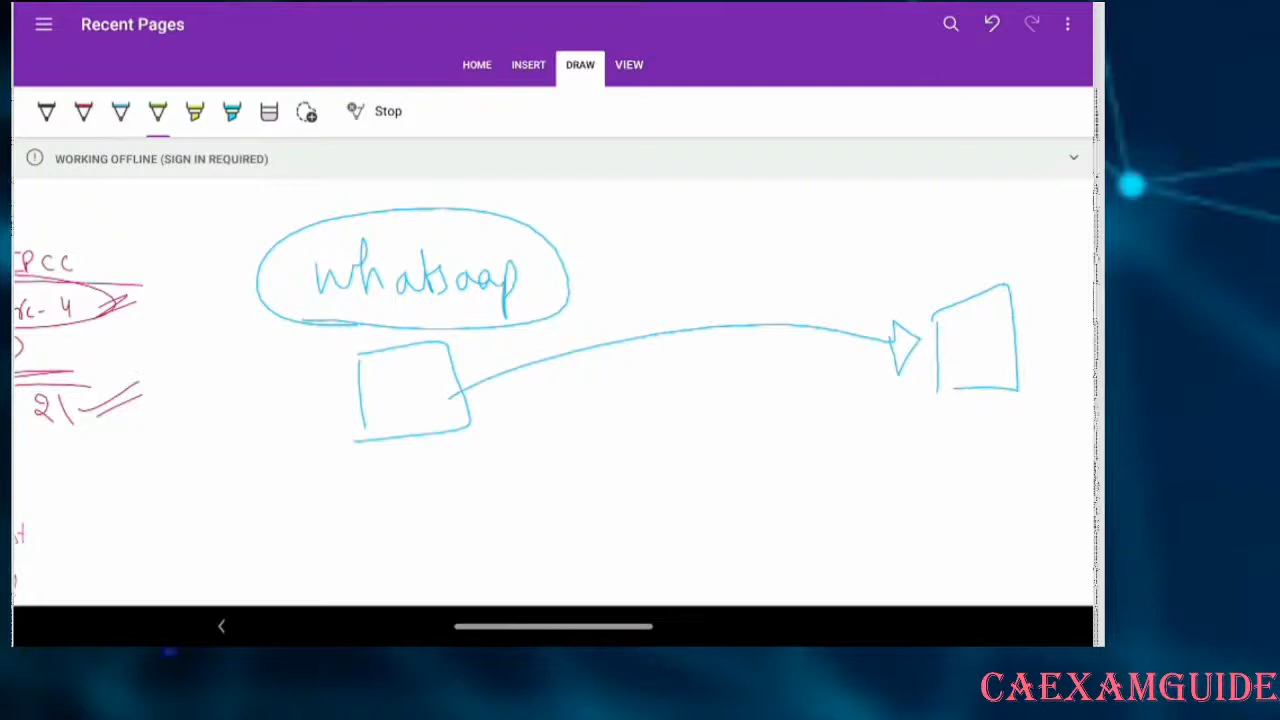 Recent Pages
HOME INSERT DRAW VIEW
Stop
WORKING OFFLINE (SIGN IN REQUIRED)
whatsaap
PCC
- 4
21
CAEXAMGUIDE